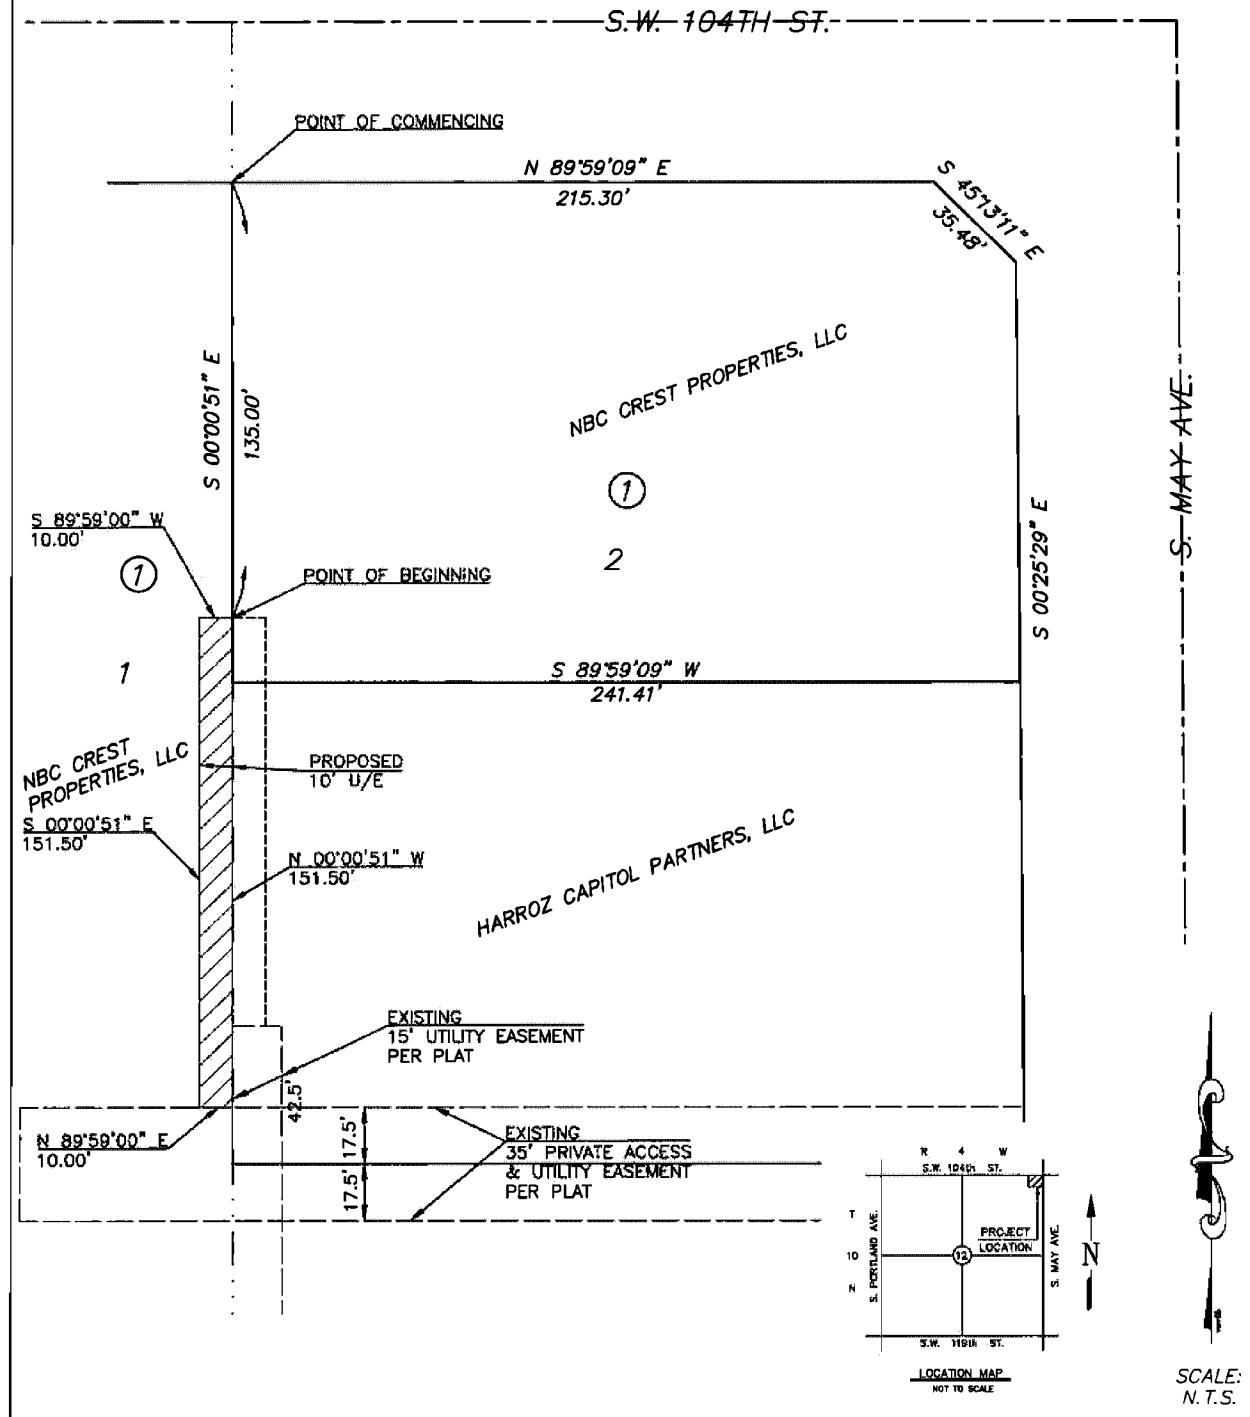 S.W. 104TH ST.
POINT OF COMMENCING
N 89°59'09" E
215.30'
S 45°13'11" E
35.48'
NBC CREST PROPERTIES, LLC
S 00°00'51" E
135.00'
S. MAY AVE.
1
2
S 89°59'00" W
10.00'
1
POINT OF BEGINNING
S 00°25'29" E
1
S 89°59'09" W
241.41'
NBC CREST
PROPERTIES, LLC
PROPOSED
10' U/E
S 00°00'51" E
151.50'
N 00°00'51" W
151.50'
HARROZ CAPITOL PARTNERS, LLC
EXISTING
15' UTILITY EASEMENT
PER PLAT
42.5'
N 89°59'00" E
10.00'
17.5'
17.5'
EXISTING
35' PRIVATE ACCESS
& UTILITY EASEMENT
PER PLAT
R 4 W
S.W. 104th ST.
T
10
N
S. PORTLAND AVE.
PROJECT
LOCATION
12
S. MAY AVE.
S.W. 119th ST.
LOCATION MAP
NOT TO SCALE
N
SCALE:
N.T.S.